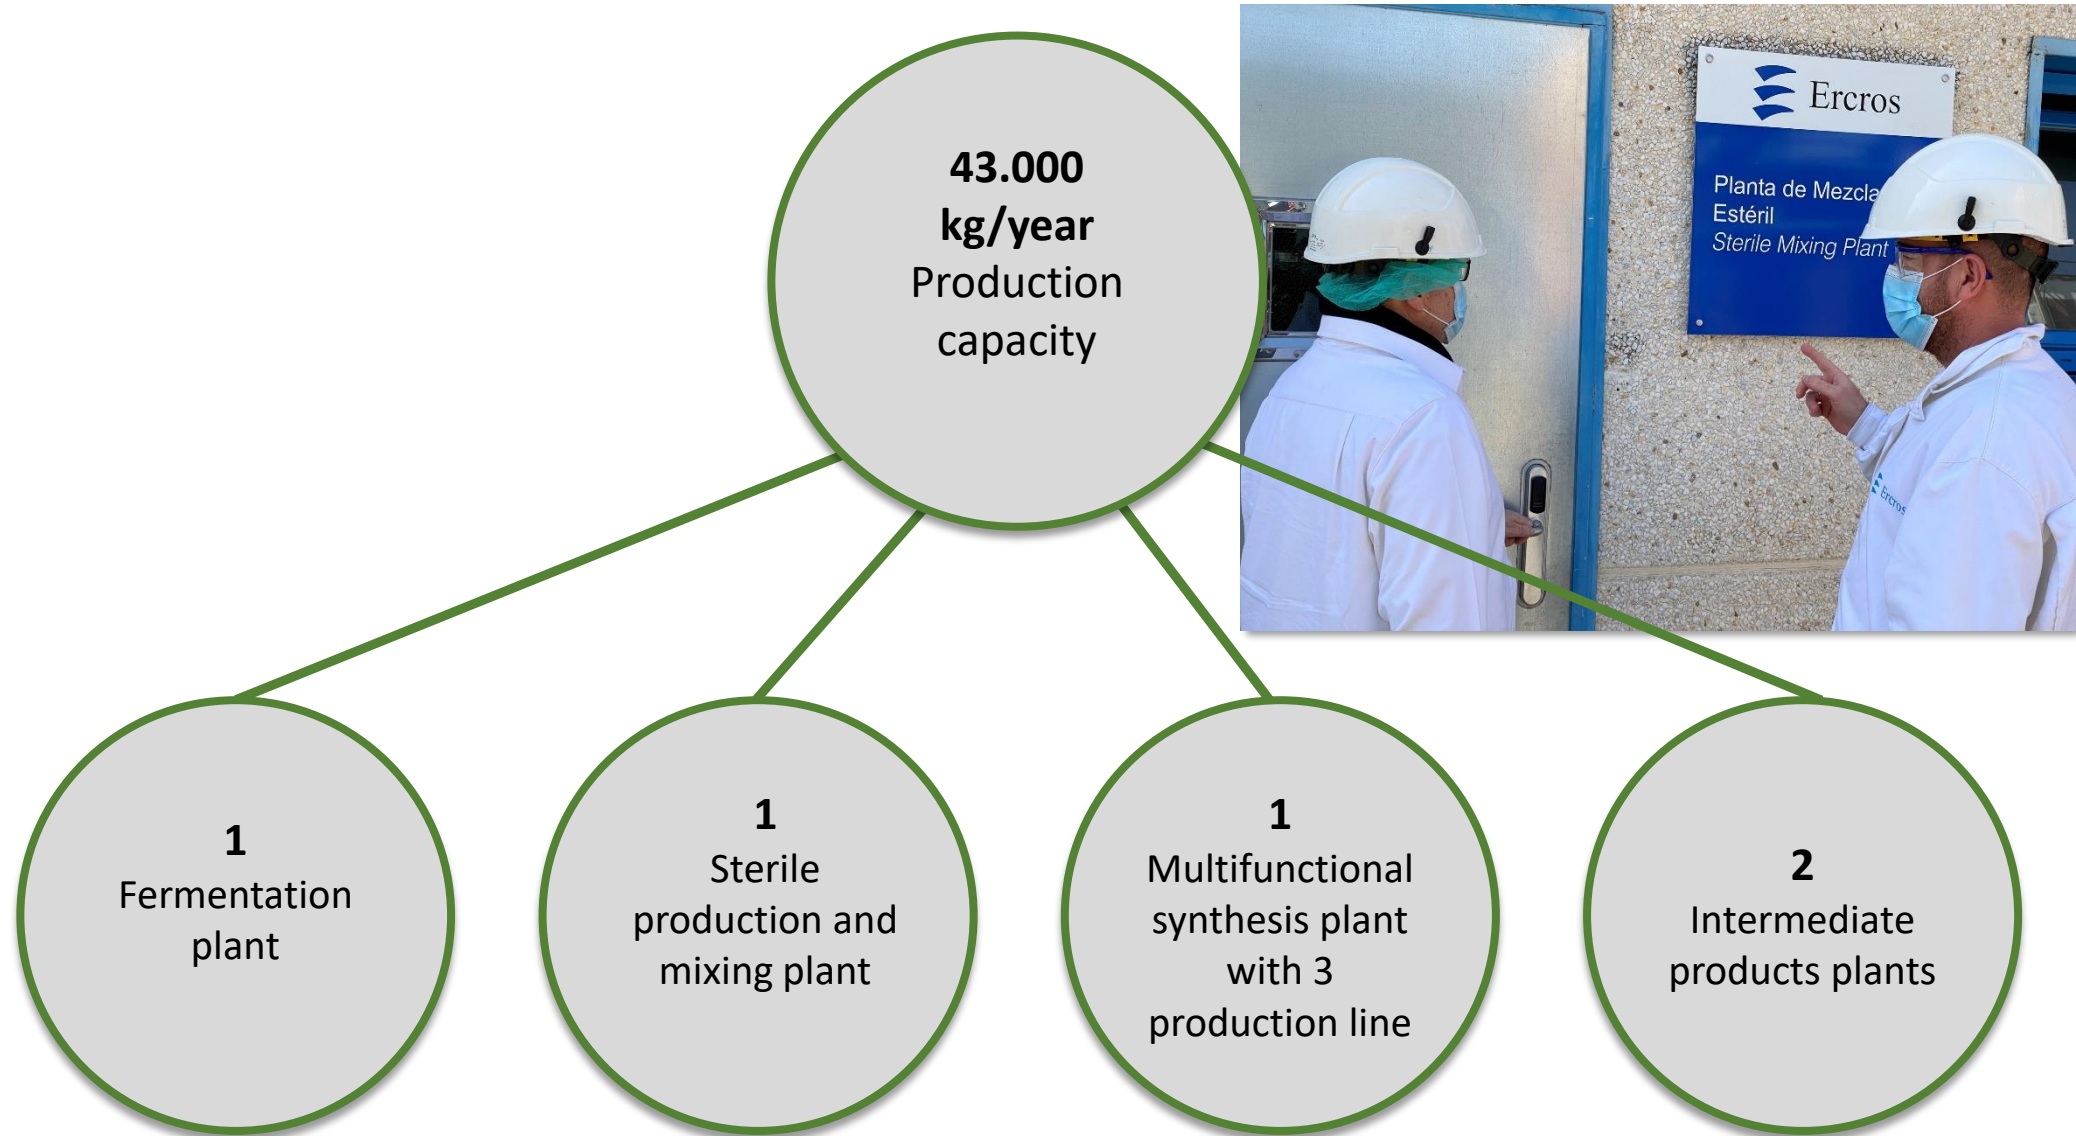 43.000
kg/year
Production
capacity
Ercros
Planta de Mezcla
Estéril
Sterile Mixing Plant
Ercros
1
Fermentation
plant
1
Sterile
production and
mixing plant
1
Multifunctional
synthesis plant
with 3
production line
2
Intermediate
products plants